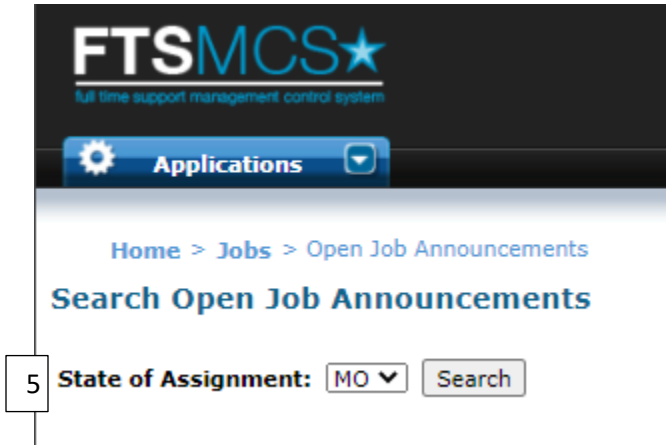 FTSMCS
full time support management control system
Applications
Home > Jobs > Open Job Announcements
Search Open Job Announcements
5 State of Assignment: MO Search